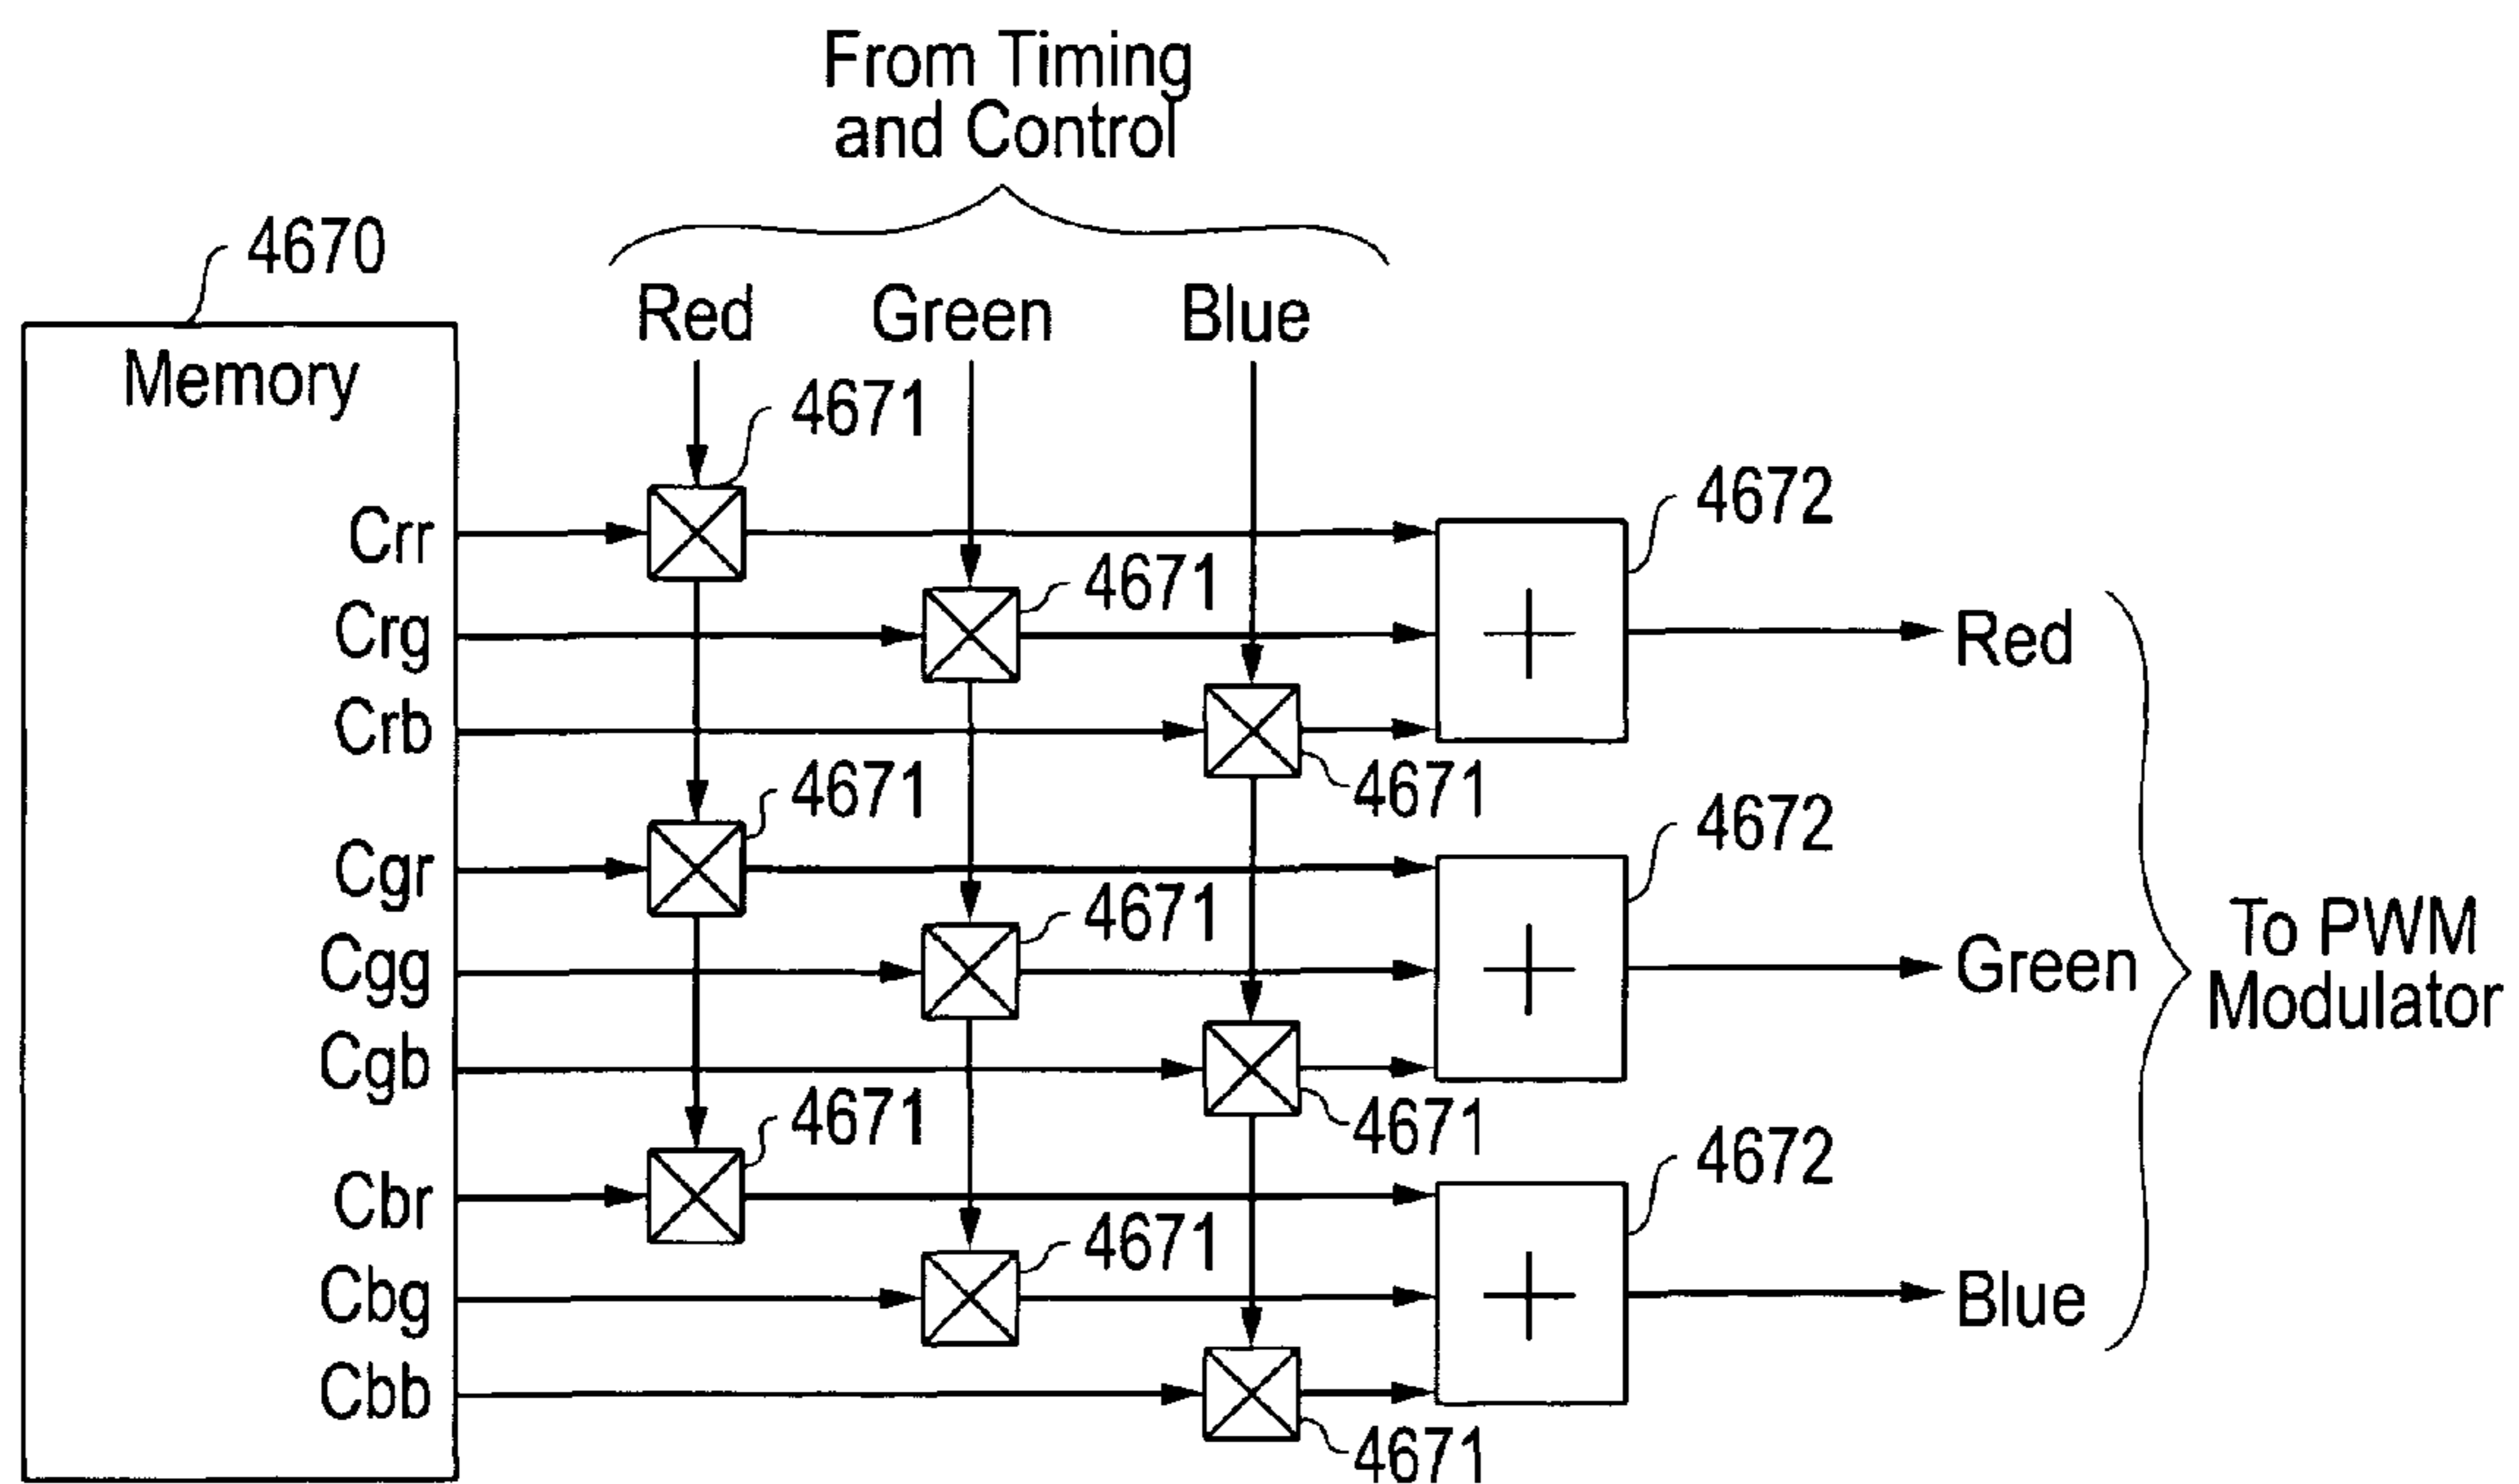 From Timing
and Control
4670
Red Green Blue
Memory
4671
4672
Crr
4671
Crg
Red
Crb
4671
4671
4672
Cgr
4671
To PWM
Cgg
Green
Modulator
Cgb
4671
4671
4672
Cbr
4671
Cbg
Blue
Cbb
4671